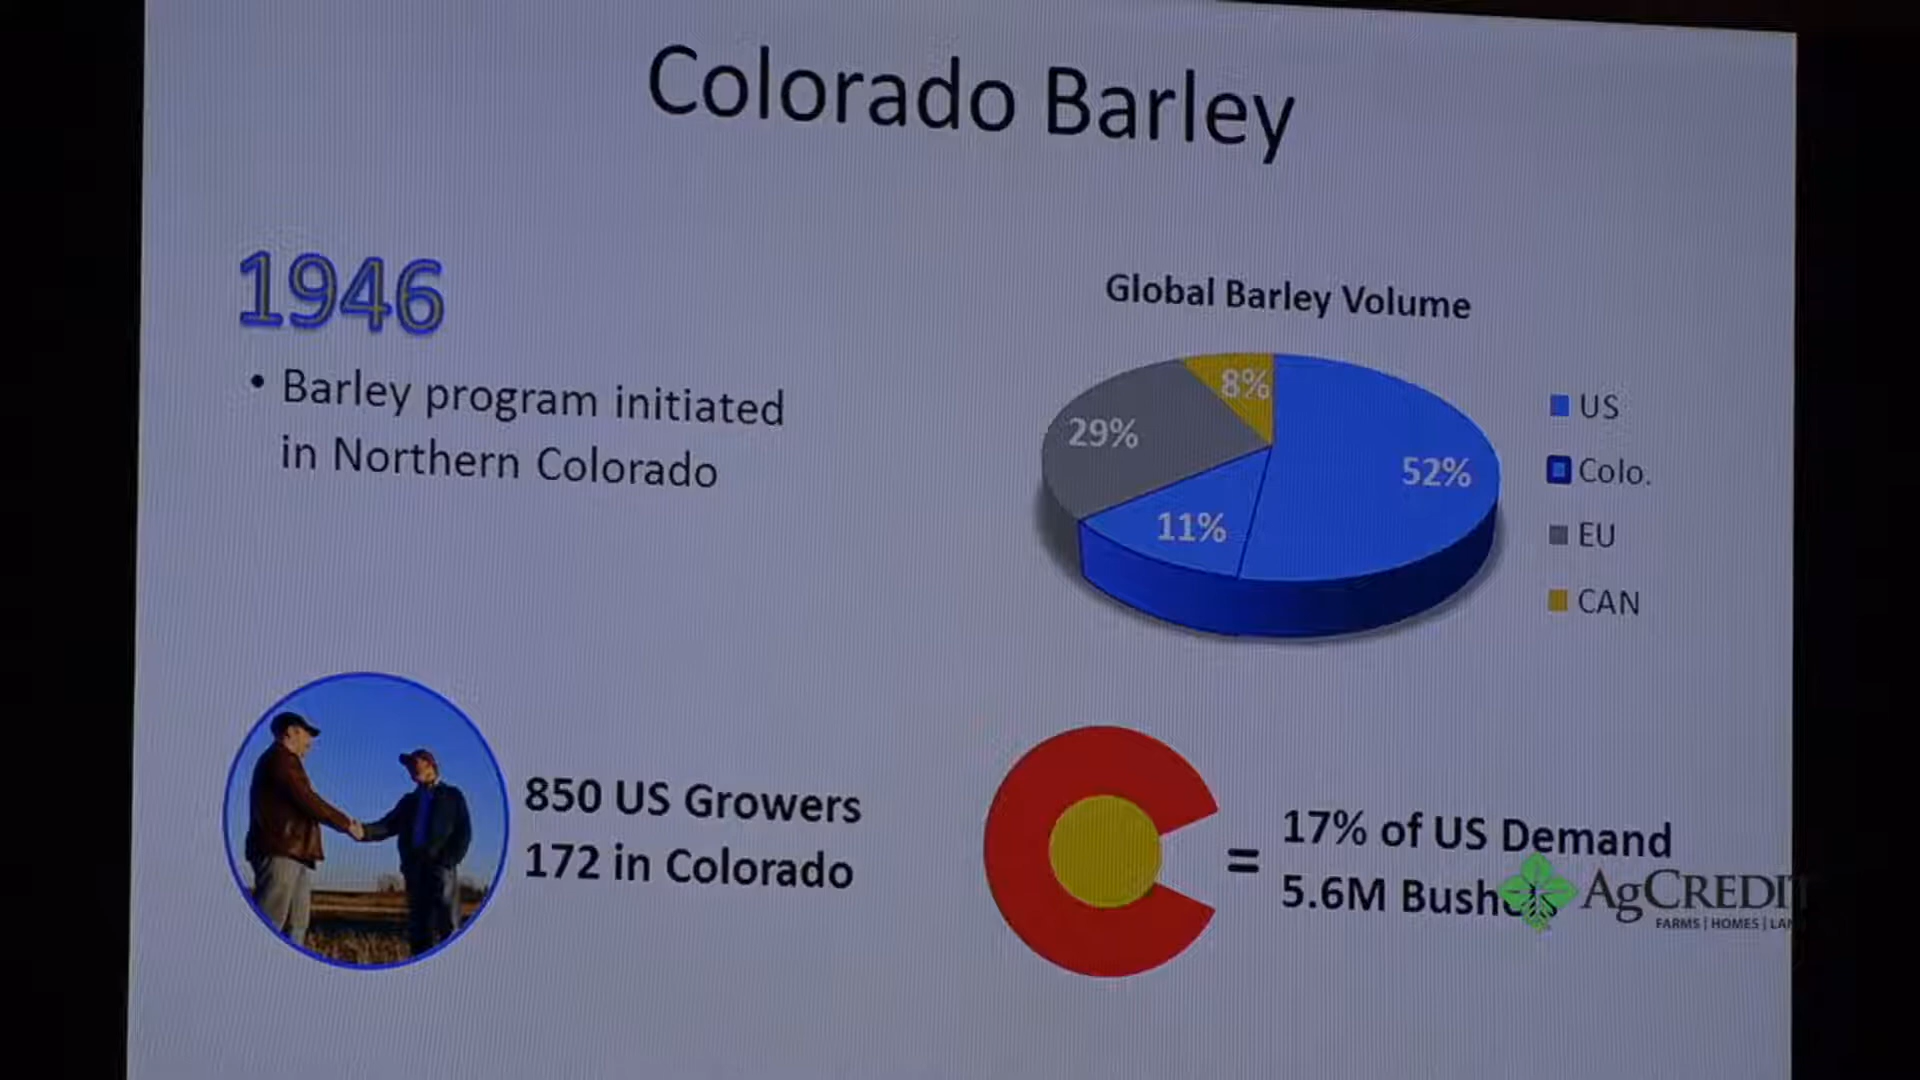 Colorado Barley
1946
• Barley program initiated
in Northern Colorado
Global Barley Volume
8%
29%
52%
11%
US
Colo.
EU
CAN
850 US Growers
172 in Colorado
=
17% of US Demand
5.6M Bushels
AGCREDIT
FARMS | HOMES |